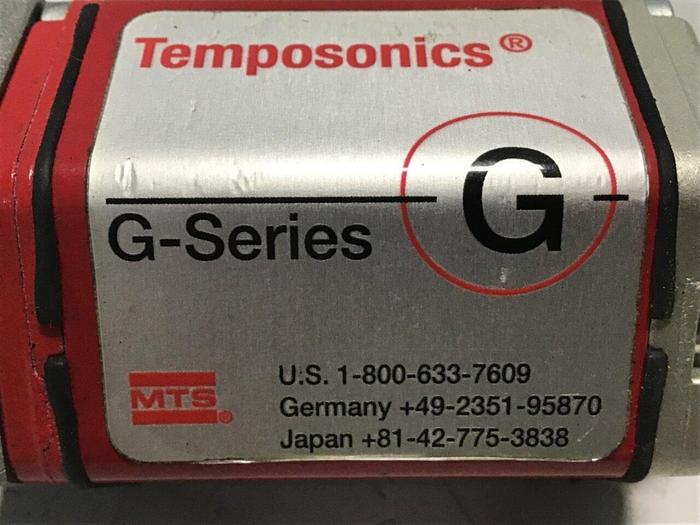 Temposonics®
G
G-Series
MTS®
U.S. 1-800-633-7609
Germany +49-2351-95870
Japan +81-42-775-3838